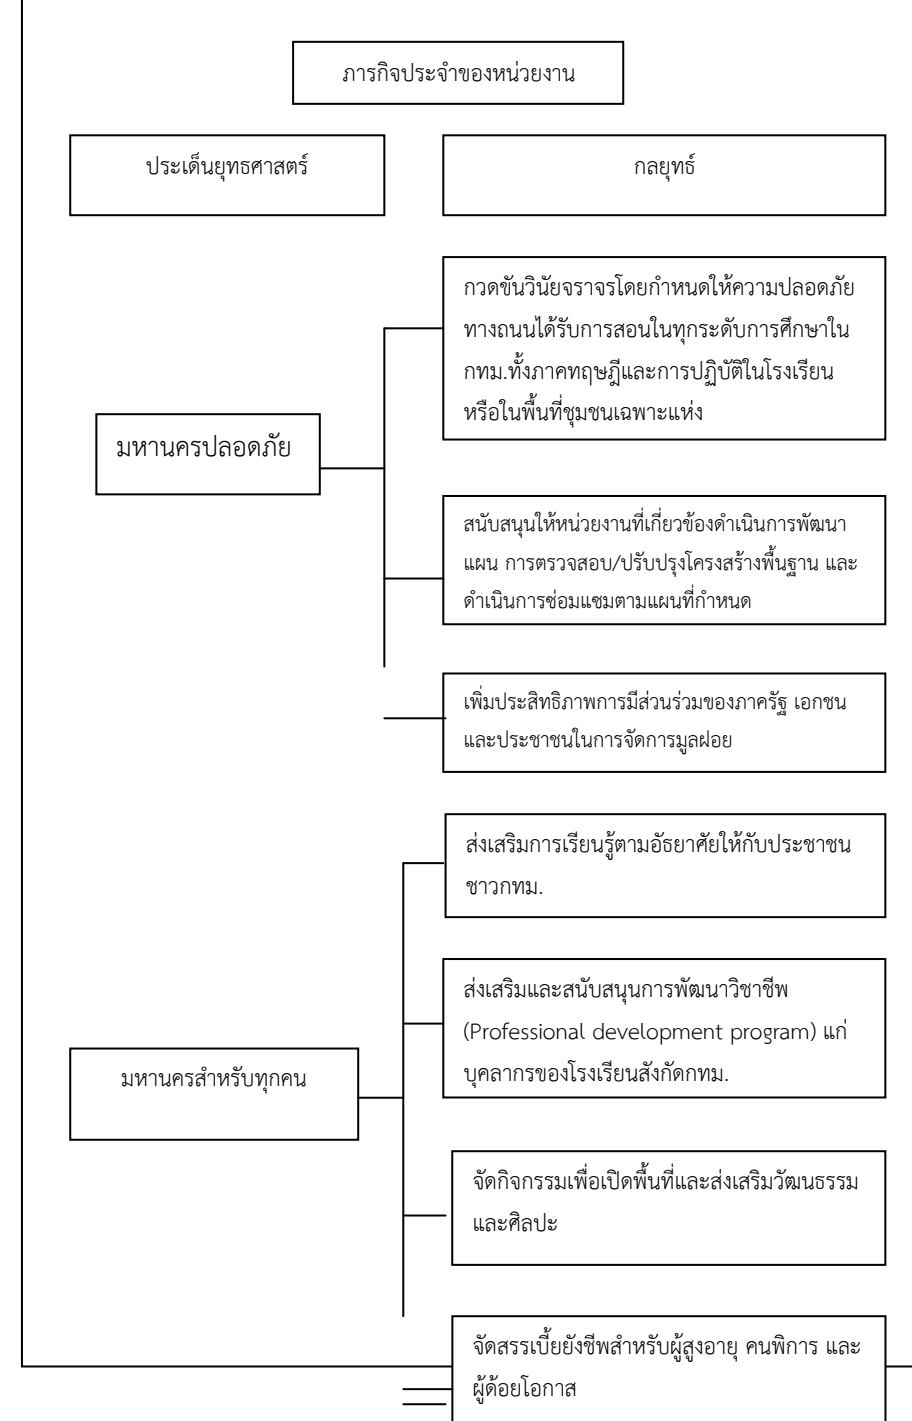 ภารกิจประจำของหน่วยงาน
ประเด็นยุทธศาสตร์
กลยุทธ์
กวดขันวินัยจราจรโดยกำหนดให้ความปลอดภัย
ทางถนนได้รับการสอนในทุกระดับการศึกษาใน
กทม.ทั้งภาคทฤษฎีและการปฏิบัติในโรงเรียน
หรือในพื้นที่ชุมชนเฉพาะแห่ง
มหานครปลอดภัย
สนับสนุนให้หน่วยงานที่เกี่ยวข้องดำเนินการพัฒนา
แผน การตรวจสอบ/ปรับปรุงโครงสร้างพื้นฐาน และ
ดำเนินการซ่อมแซมตามแผนที่กำหนด
เพิ่มประสิทธิภาพการมีส่วนร่วมของภาครัฐ เอกชน
และประชาชนในการจัดการมูลฝอย
ส่งเสริมการเรียนรู้ตามอัธยาศัยให้กับประชาชน
ชาวกทม.
ส่งเสริมและสนับสนุนการพัฒนาวิชาชีพ
(Professional development program) แก่
บุคลากรของโรงเรียนสังกัดกทม.
มหานครสำหรับทุกคน
จัดกิจกรรมเพื่อเปิดพื้นที่และส่งเสริมวัฒนธรรม
และศิลปะ
จัดสรรเบี้ยยังชีพสำหรับผู้สูงอายุ คนพิการ และ
ผู้ด้อยโอกาส